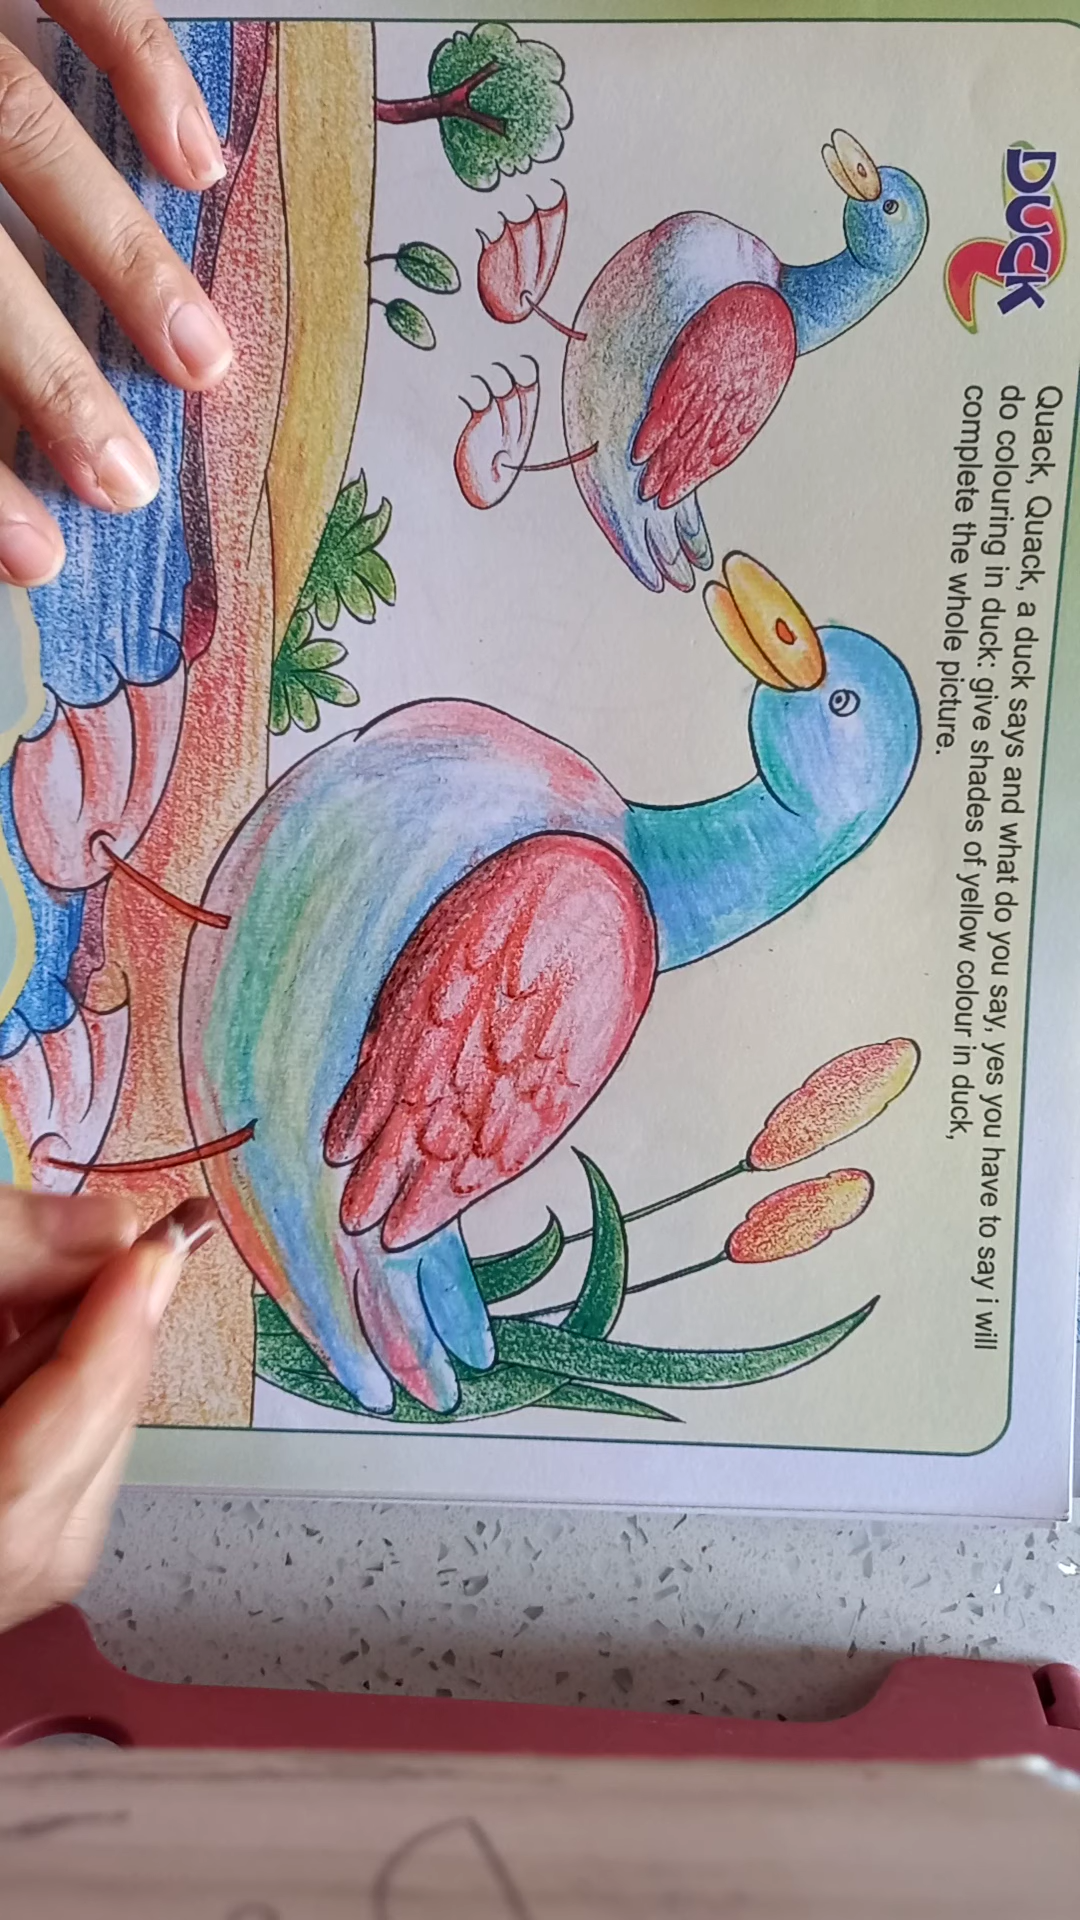 DUCK
Quack, Quack, a duck says and what do you say, yes you have to say i will
do colouring in duck: give shades of yellow colour in duck,
complete the whole picture.